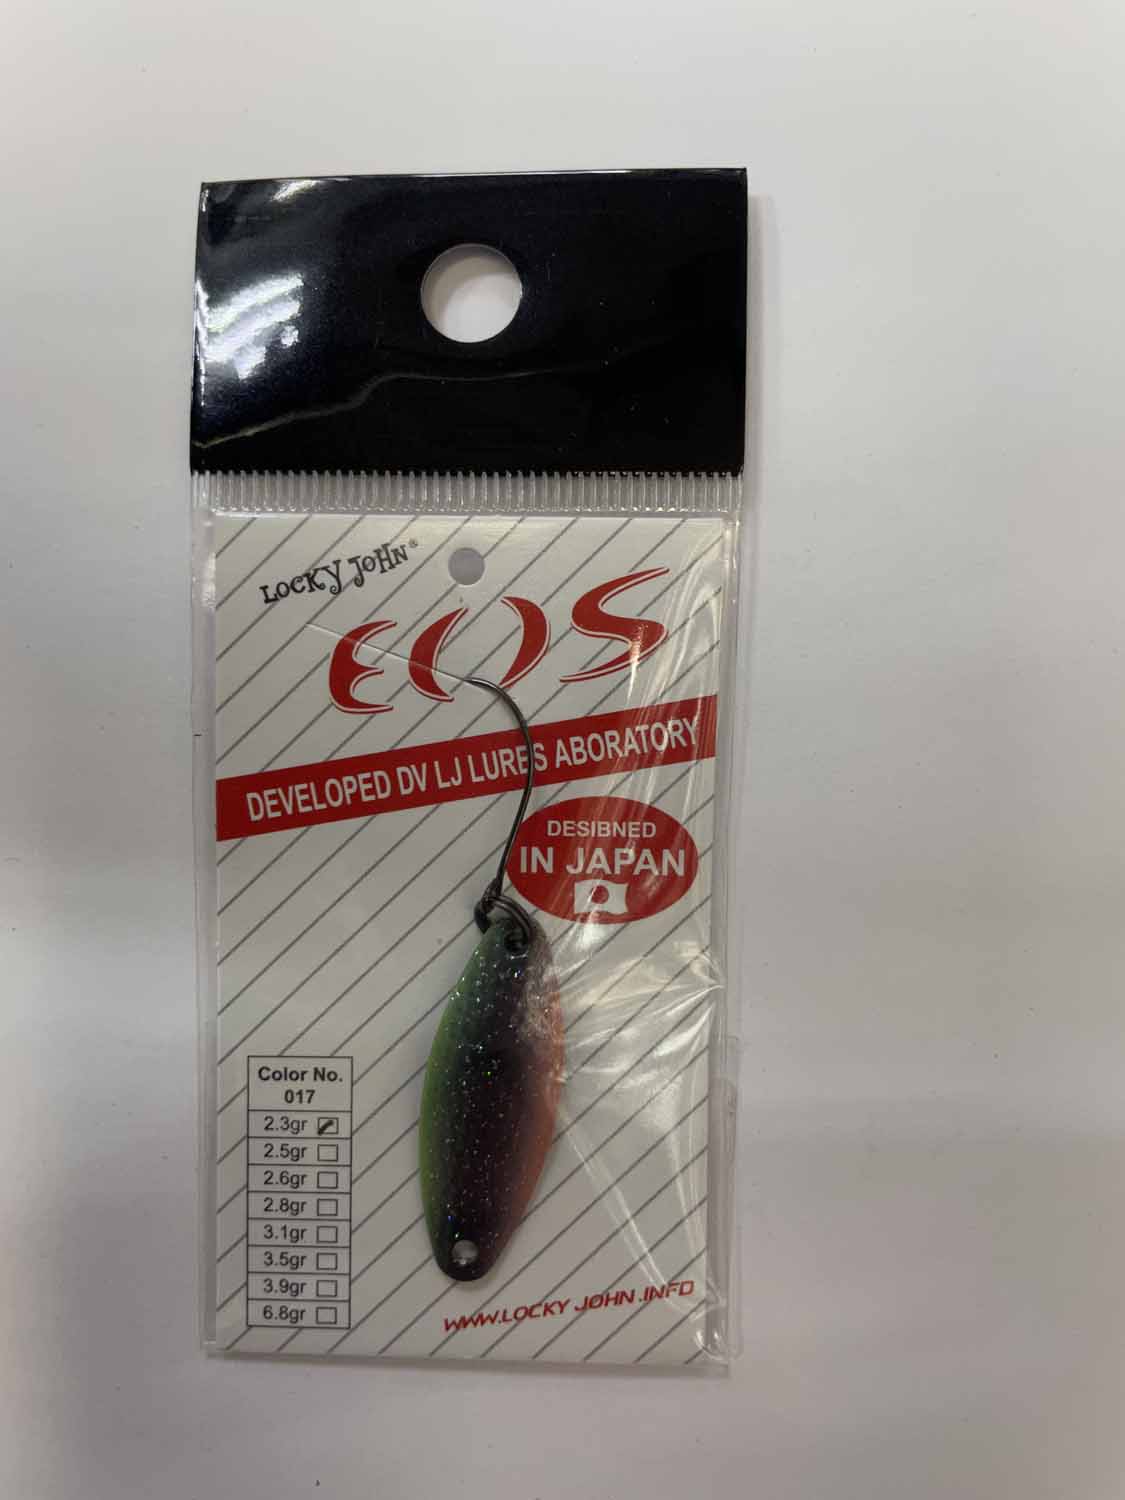 LOCKY JOHN®
EOS
DEVELOPED DV LJ LURES ABORATORY
DESIBNED
IN JAPAN
Color No.
017
2.3gr
2.5gr
2.6gr
2.8gr
3.1gr
3.5gr
3.9gr
6.8gr
WWW.LOCKY JOHN.INFD